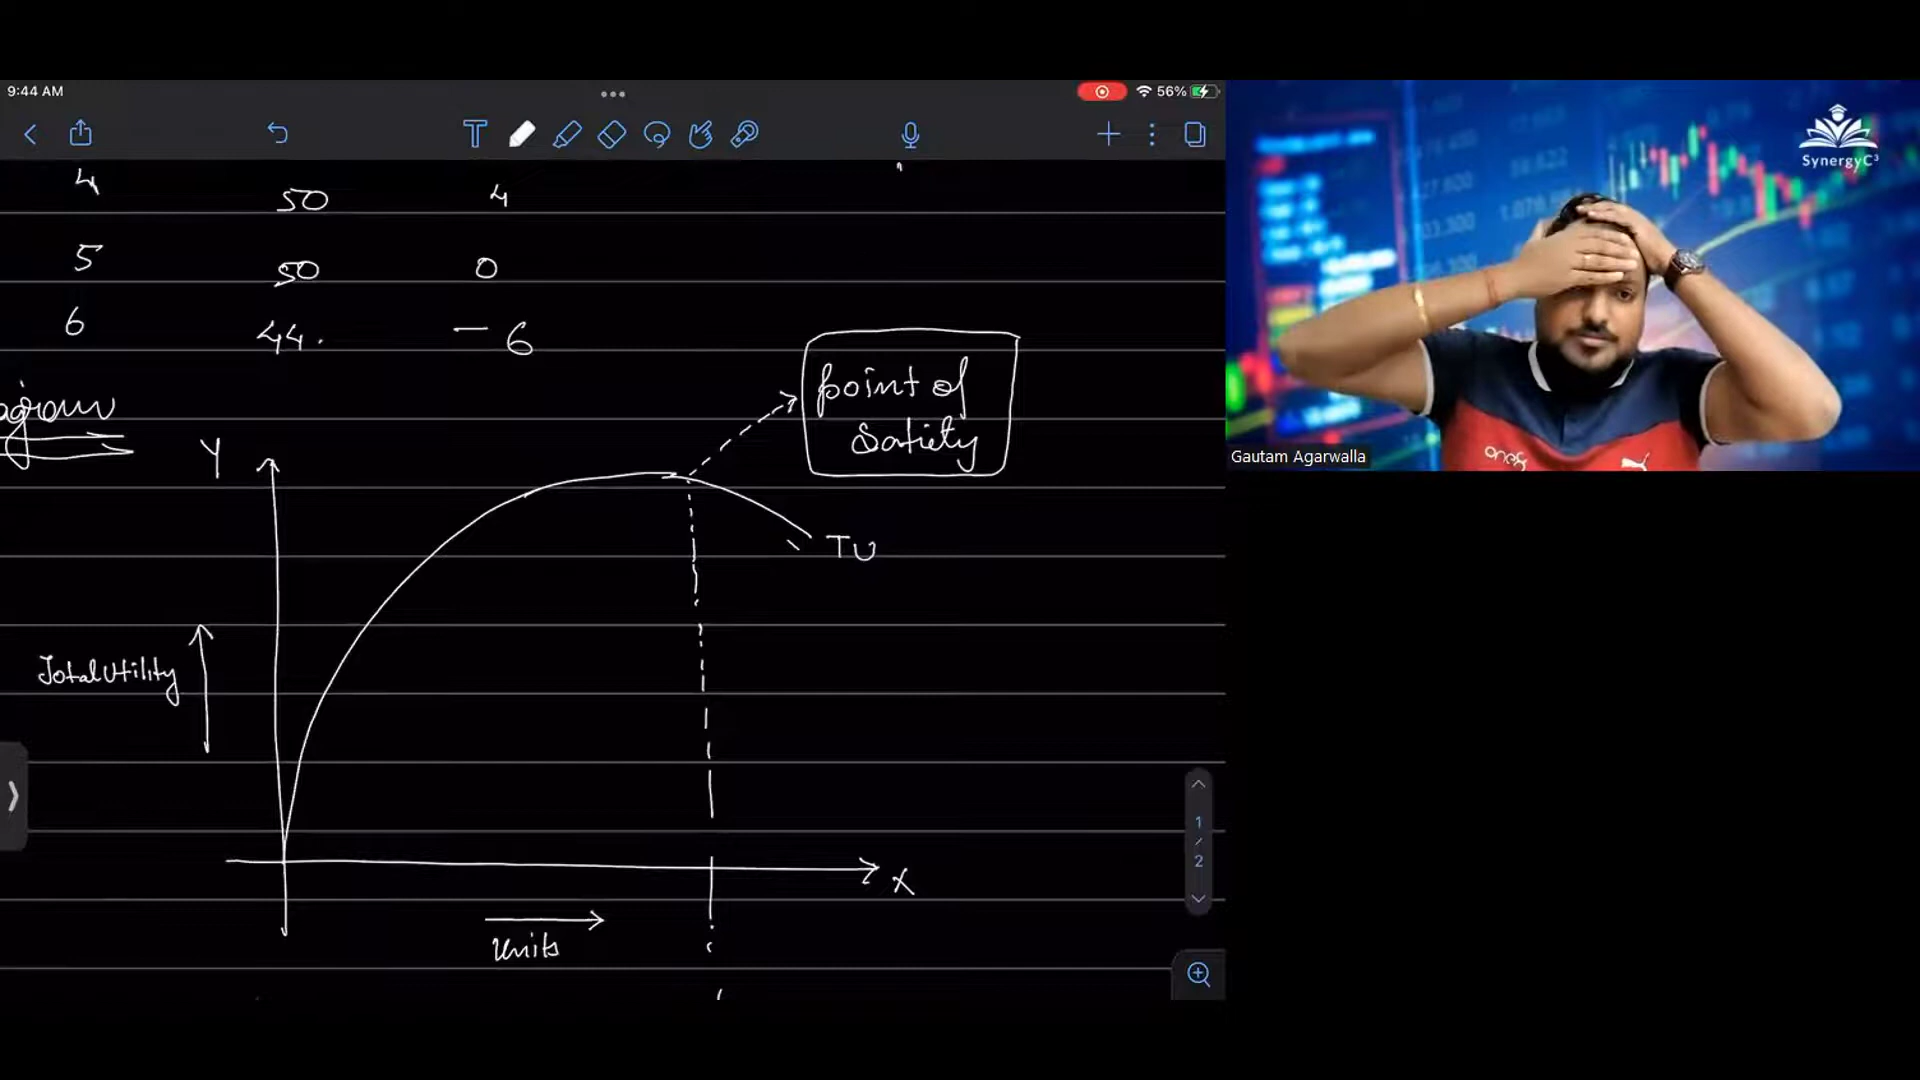 9:44 AM
56%
SynergyC³
4 50 4
5 50 0
6 44. – 6
agram
point of
Satiety
Y
TU
Total Utility
X
Units
1
/
2
Gautam Agarwalla